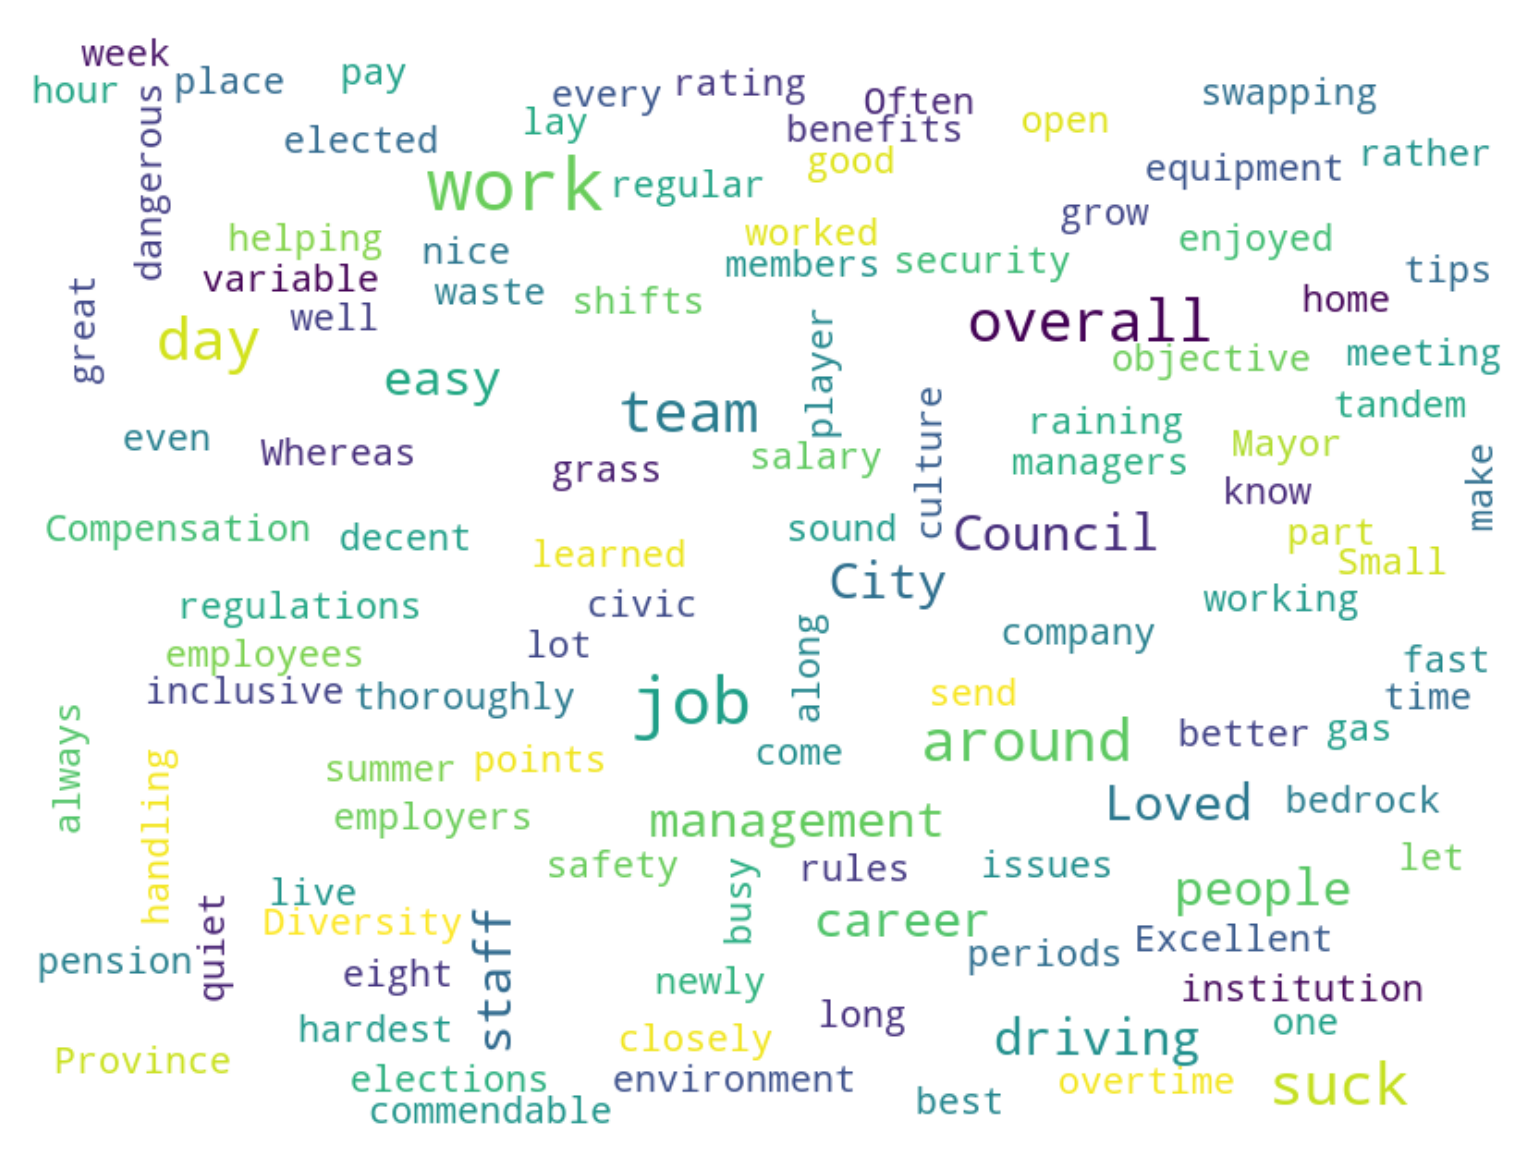 week
hour
place
pay
every
rating
Often
swapping
dangerous
elected
lay
benefits
open
good
rather
work
regular
equipment
grow
helping
nice
worked
enjoyed
variable
members
security
tips
great
waste
shifts
home
well
day
player
overall
objective
meeting
easy
team
culture
tandem
even
Whereas
grass
salary
raining
Mayor
managers
make
know
Compensation
decent
learned
sound
Council
part
Small
City
regulations
civic
working
employees
lot
along
company
fast
inclusive
thoroughly
job
send
time
always
handling
summer
points
come
around
better
gas
employers
management
Loved
bedrock
safety
busy
rules
issues
let
live
people
quiet
Diversity
staff
career
pension
eight
periods
Excellent
newly
institution
hardest
long
one
Province
closely
driving
elections
environment
overtime
suck
commendable
best